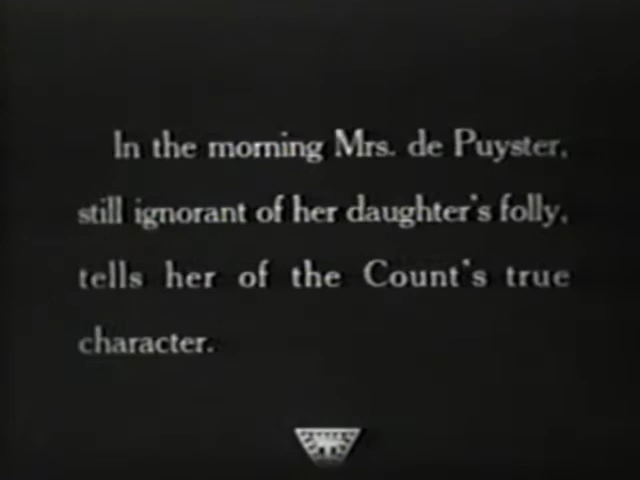 In the morning Mrs. de Puyster,
still ignorant of her daughter's folly,
tells her of the Count's true
character.